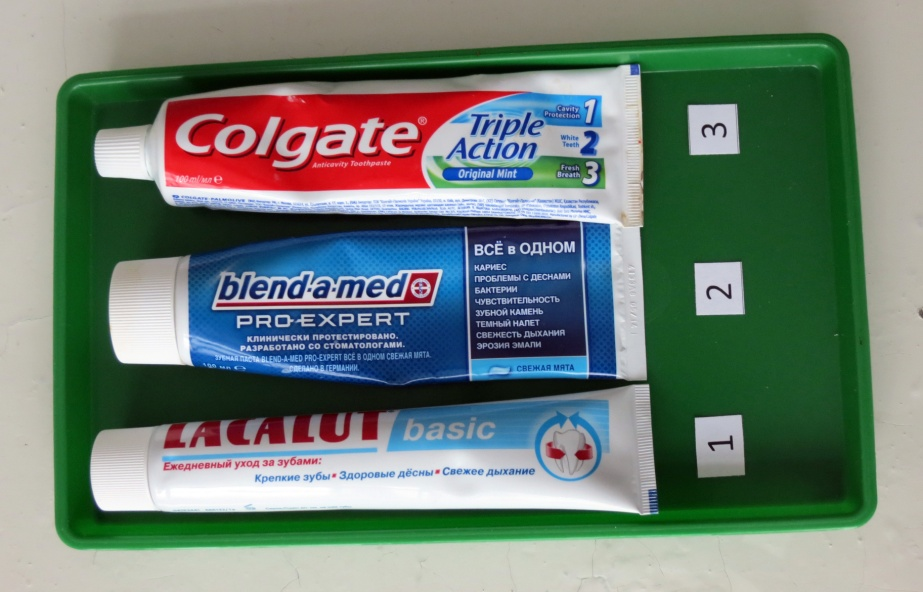 Colgate®
Anticavity Toothpaste
100 ml/мл e
Triple
Action
Original Mint
Cavity
Protection 1
White
Teeth 2
Fresh
Breath 3
3
blend-a-med
PRO-EXPERT
КЛИНИЧЕСКИ ПРОТЕСТИРОВАНО.
РАЗРАБОТАНО СО СТОМАТОЛОГАМИ.
ЗУБНАЯ ПАСТА BLEND-A-MED PRO-EXPERT ВСЁ В ОДНОМ СВЕЖАЯ МЯТА.
СДЕЛАНО В ГЕРМАНИИ.
100 мл e
ВСЁ в ОДНОМ
КАРИЕС
ПРОБЛЕМЫ С ДЕСНАМИ
БАКТЕРИИ
ЧУВСТВИТЕЛЬНОСТЬ
ЗУБНОЙ КАМЕНЬ
ТЕМНЫЙ НАЛЕТ
СВЕЖЕСТЬ ДЫХАНИЯ
ЭРОЗИЯ ЭМАЛИ
СВЕЖАЯ МЯТА
2
LACALUT basic
Ежедневный уход за зубами:
Крепкие зубы ▪ Здоровые дёсны ▪ Свежее дыхание
1